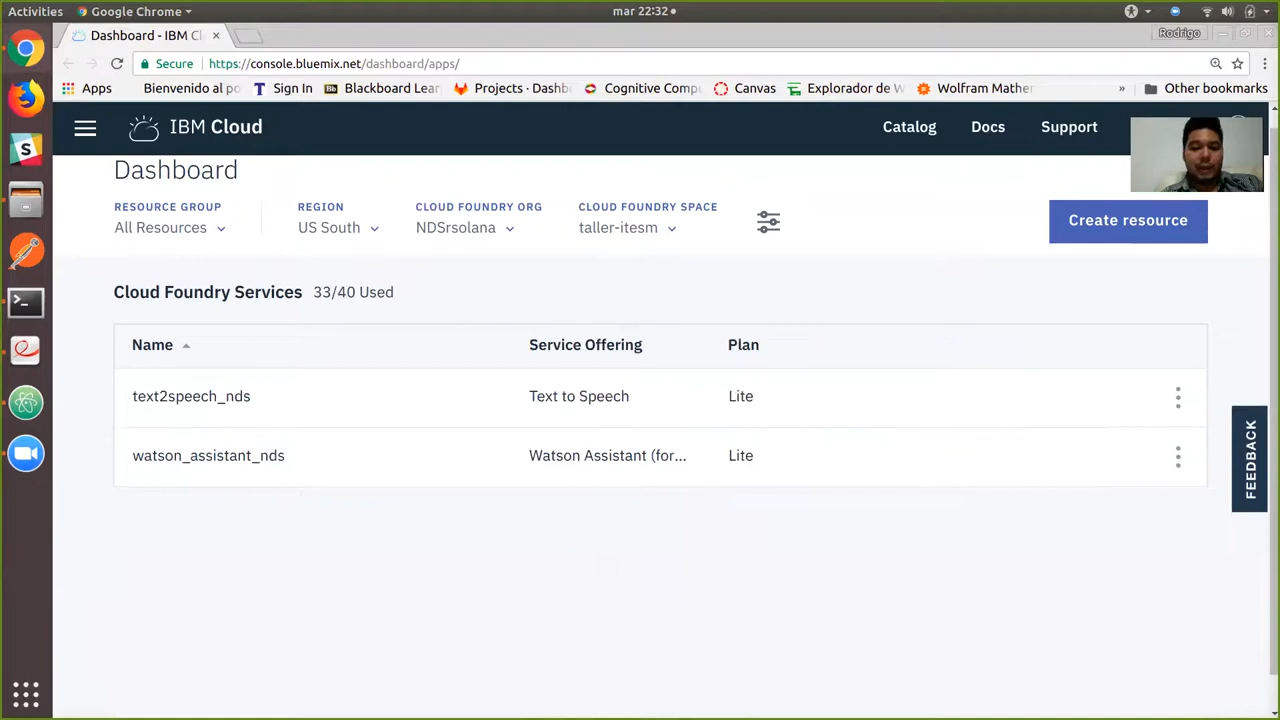 Activities Google Chrome mar 22:32
Dashboard - IBM Cl
Rodrigo
Secure https://console.bluemix.net/dashboard/apps/
Apps Bienvenido al po Sign In Blackboard Lear Projects · Dashb Cognitive Comp Canvas Explorador de W Wolfram Mather » Other bookmarks
IBM Cloud Catalog Docs Support
Dashboard
RESOURCE GROUP REGION CLOUD FOUNDRY ORG CLOUD FOUNDRY SPACE
All Resources US South NDSrsolana taller-itesm
Create resource
Cloud Foundry Services 33/40 Used
Name Service Offering Plan
text2speech_nds Text to Speech Lite
watson_assistant_nds Watson Assistant (for... Lite
FEEDBACK